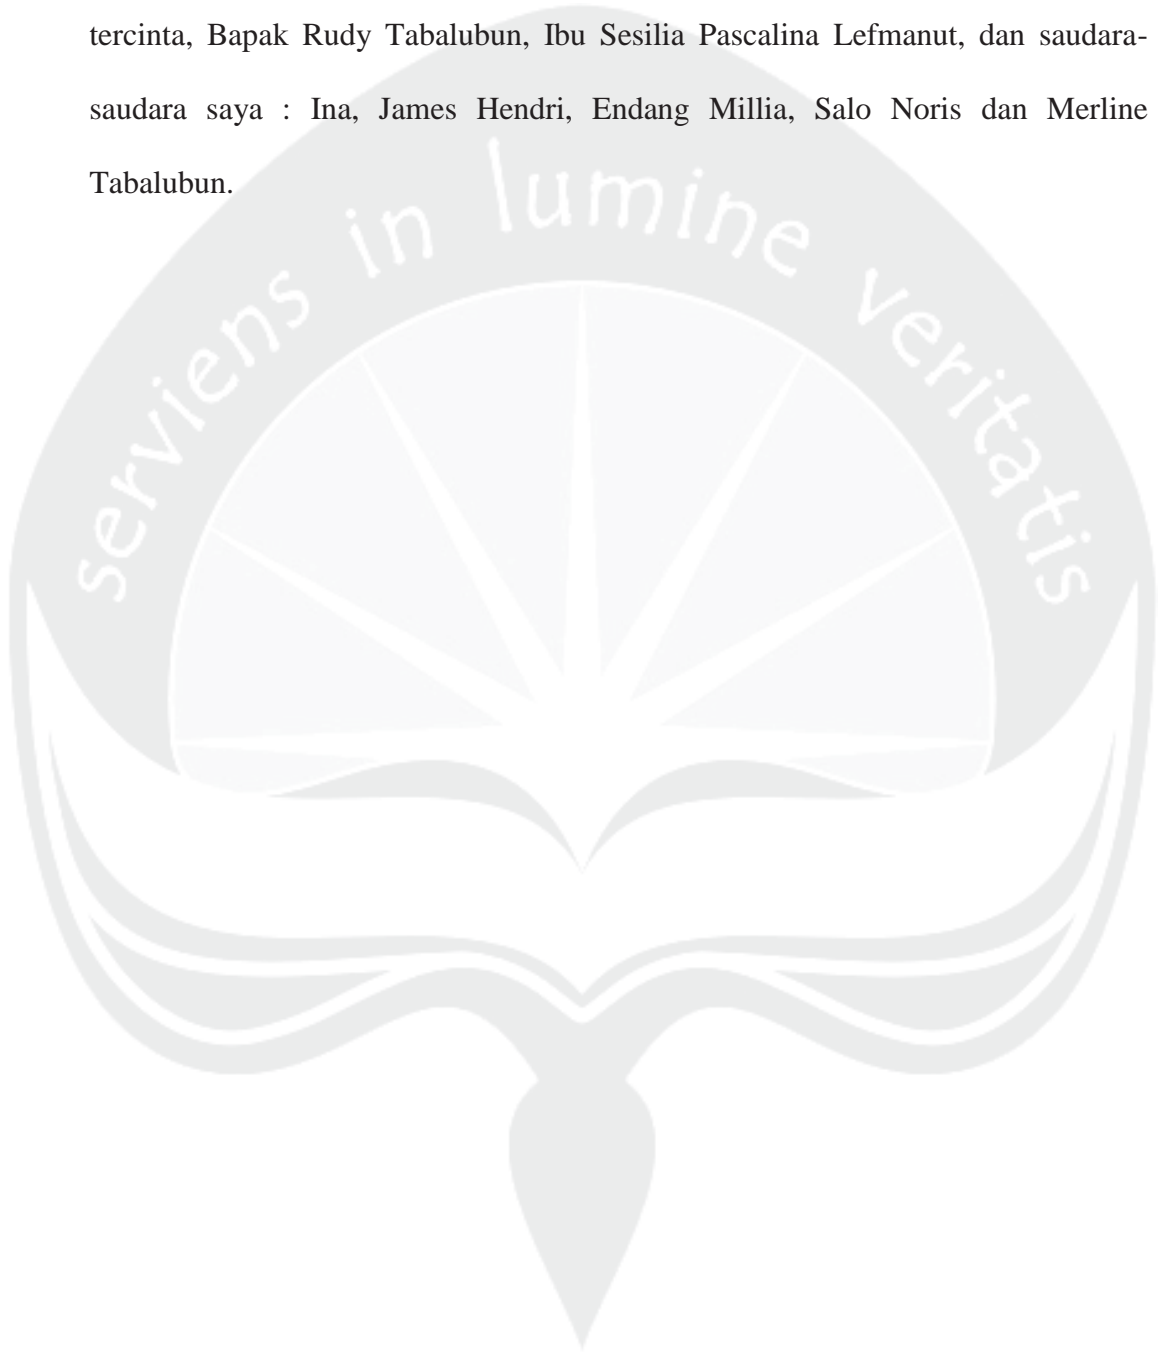 tercinta, Bapak Rudy Tabalubun, Ibu Sesilia Pascalina Lefmanut, dan saudara-
saudara saya : Ina, James Hendri, Endang Millia, Salo Noris dan Merline
Tabalubun.
serviens in lumine veritatis